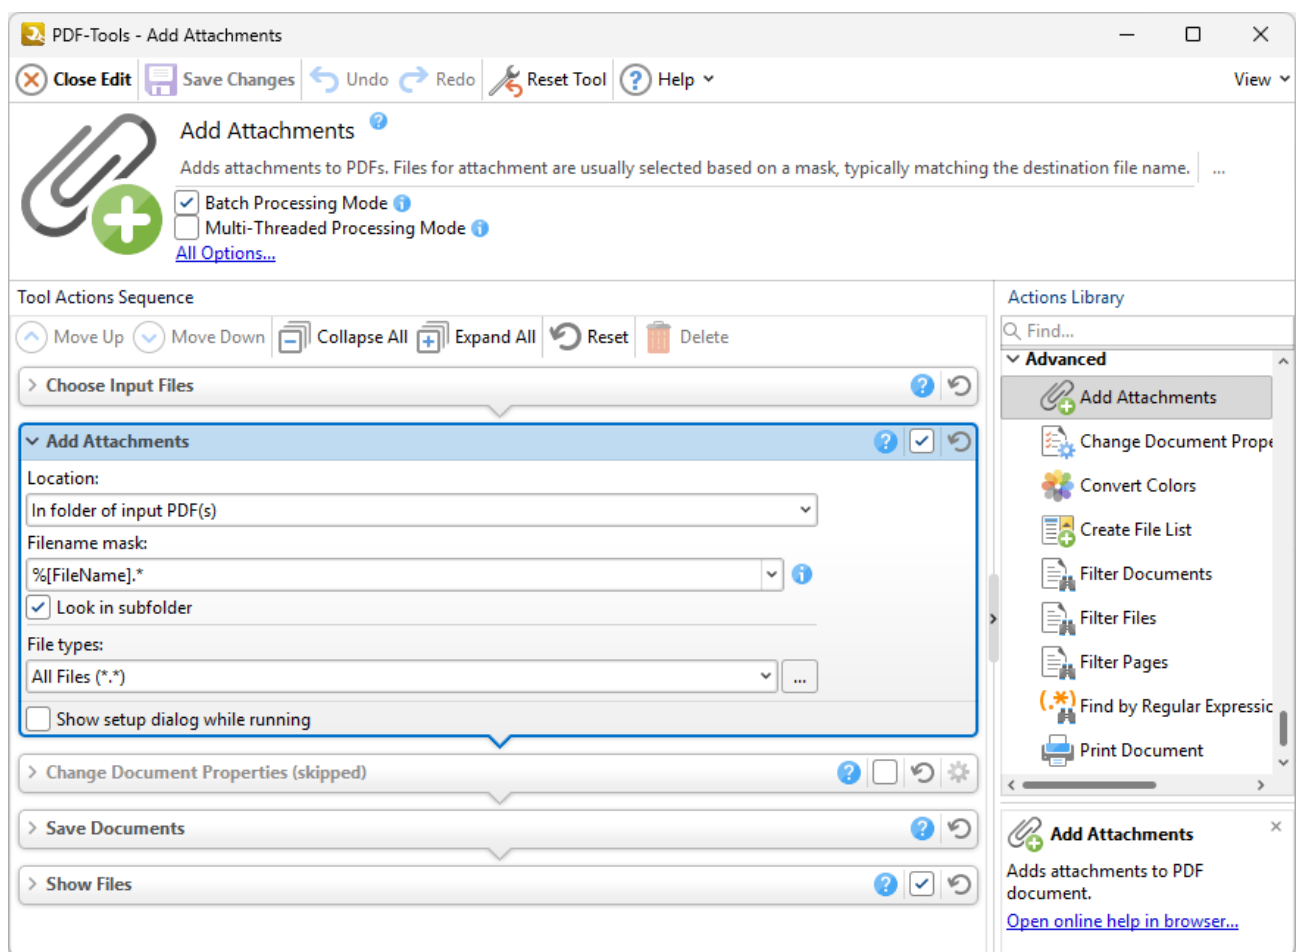 PDF-Tools - Add Attachments
Close Edit Save Changes Undo Redo Reset Tool ? Help View
Add Attachments ?
Adds attachments to PDFs. Files for attachment are usually selected based on a mask, typically matching the destination file name. ...
Batch Processing Mode i
Multi-Threaded Processing Mode i
All Options...
Tool Actions Sequence
Move Up Move Down Collapse All Expand All Reset Delete
Choose Input Files ?
Add Attachments ?
Location:
In folder of input PDF(s)
Filename mask:
%[FileName].* i
Look in subfolder
File types:
All Files (*.*) ...
Show setup dialog while running
Change Document Properties (skipped) ?
Save Documents ?
Show Files ?
Actions Library
Find...
Advanced
Add Attachments
Change Document Prope
Convert Colors
Create File List
Filter Documents
Filter Files
Filter Pages
(.*) Find by Regular Expressic
Print Document
Add Attachments
Adds attachments to PDF
document.
Open online help in browser...